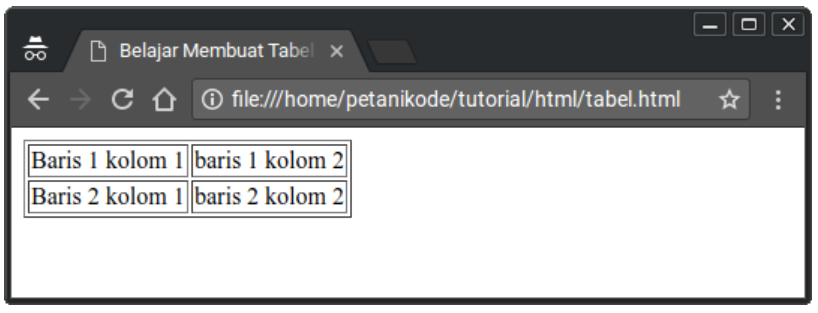 Belajar Membuat Tabel
file:///home/petanikode/tutorial/html/tabel.html
Baris 1 kolom 1 baris 1 kolom 2
Baris 2 kolom 1 baris 2 kolom 2